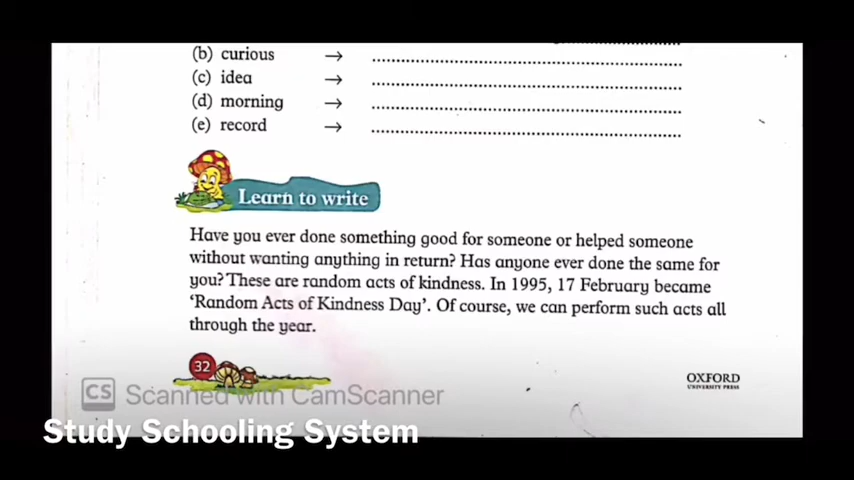 (b) curious → ....................
(c) idea → ....................
(d) morning → ....................
(e) record → ....................
Learn to write
Have you ever done something good for someone or helped someone
without wanting anything in return? Has anyone ever done the same for
you? These are random acts of kindness. In 1995, 17 February became
‘Random Acts of Kindness Day’. Of course, we can perform such acts all
through the year.
32
OXFORD
UNIVERSITY PRESS
CS Scanned with CamScanner
Study Schooling System